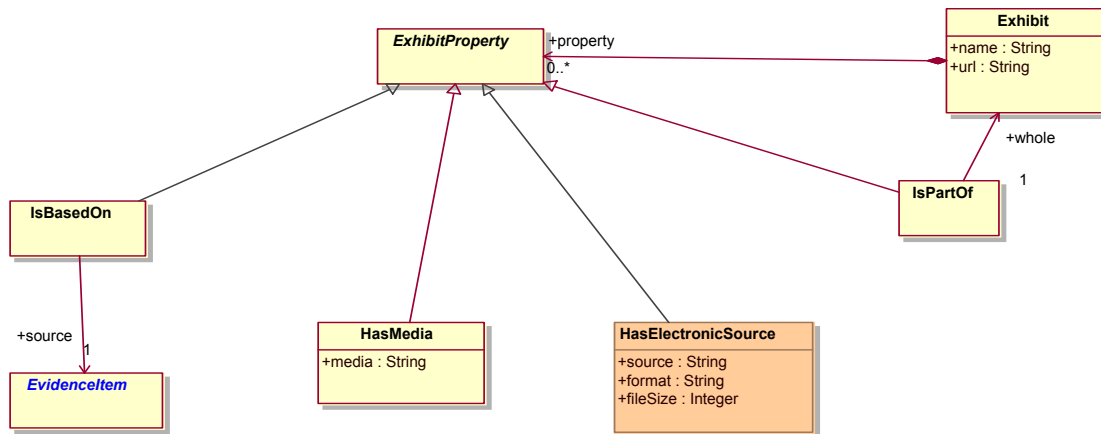 ExhibitProperty
+property
0..*
Exhibit
+name : String
+url : String
+whole
1
IsPartOf
IsBasedOn
+source
1
EvidenceItem
HasMedia
+media : String
HasElectronicSource
+source : String
+format : String
+fileSize : Integer